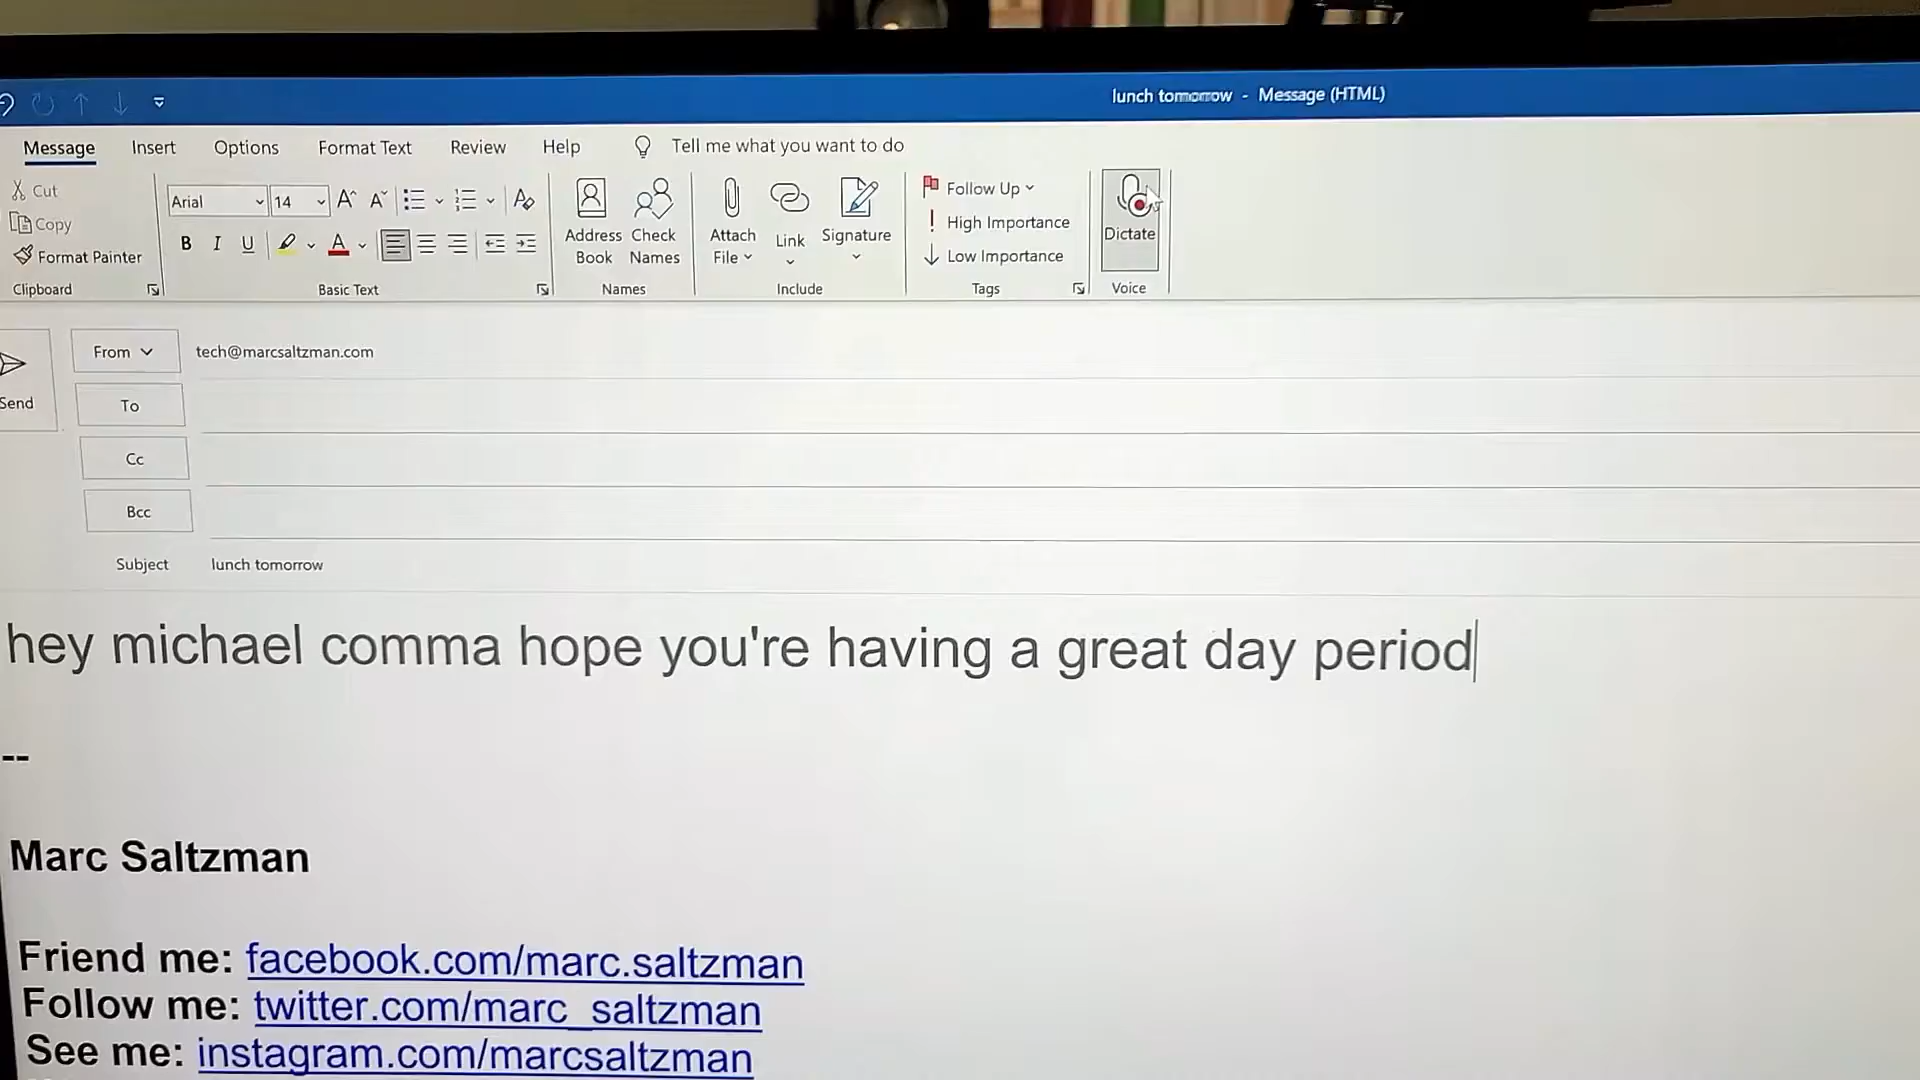 lunch tomorrow - Message (HTML)
Message Insert Options Format Text Review Help Tell me what you want to do
Cut
Copy
Format Painter
Clipboard
Arial 14
B I U A
Basic Text
Address Book
Check Names
Names
Attach File
Link
Signature
Include
Follow Up
High Importance
Low Importance
Tags
Dictate
Voice
Send
From tech@marcsaltzman.com
To
Cc
Bcc
Subject lunch tomorrow
hey michael comma hope you're having a great day period
--
Marc Saltzman
Friend me: facebook.com/marc.saltzman
Follow me: twitter.com/marc_saltzman
See me: instagram.com/marcsaltzman